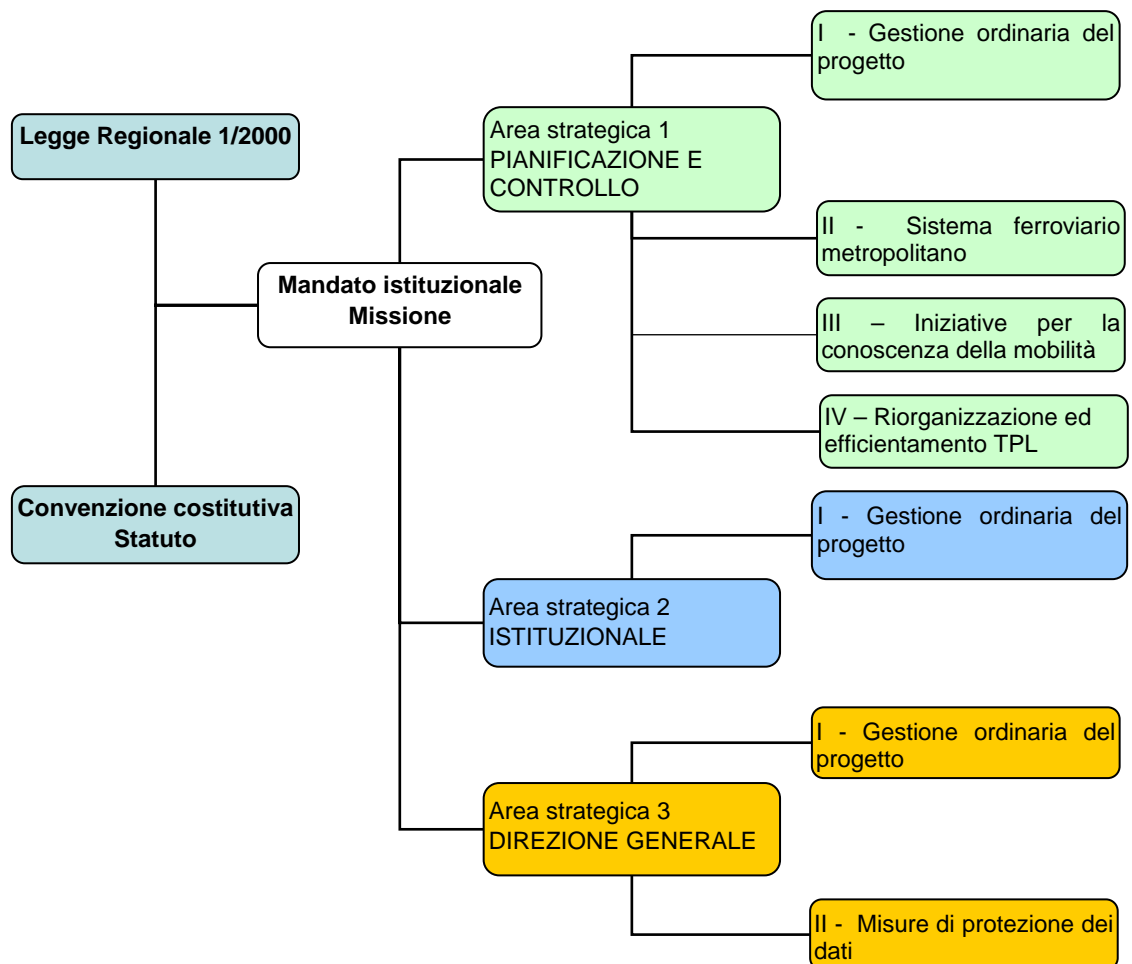 Legge Regionale 1/2000
Convenzione costitutiva
Statuto
Mandato istituzionale
Missione
Area strategica 1
PIANIFICAZIONE E
CONTROLLO
I - Gestione ordinaria del
progetto
II - Sistema ferroviario
metropolitano
III – Iniziative per la
conoscenza della mobilità
IV – Riorganizzazione ed
efficientamento TPL
Area strategica 2
ISTITUZIONALE
I - Gestione ordinaria del
progetto
Area strategica 3
DIREZIONE GENERALE
I - Gestione ordinaria del
progetto
II - Misure di protezione dei
dati